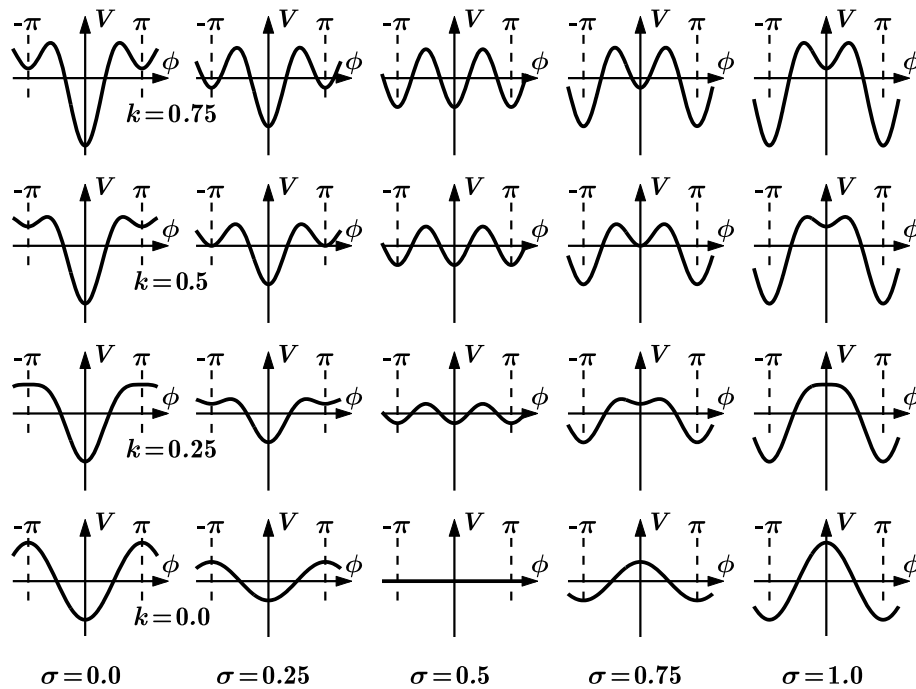 -π V π -π V π -π V π -π V π -π V π
ϕ ϕ ϕ ϕ ϕ
k=0.75
-π V π -π V π -π V π -π V π -π V π
ϕ ϕ ϕ ϕ ϕ
k=0.5
-π V π -π V π -π V π -π V π -π V π
ϕ ϕ ϕ ϕ ϕ
k=0.25
-π V π -π V π -π V π -π V π -π V π
ϕ ϕ ϕ ϕ ϕ
k=0.0
σ=0.0 σ=0.25 σ=0.5 σ=0.75 σ=1.0